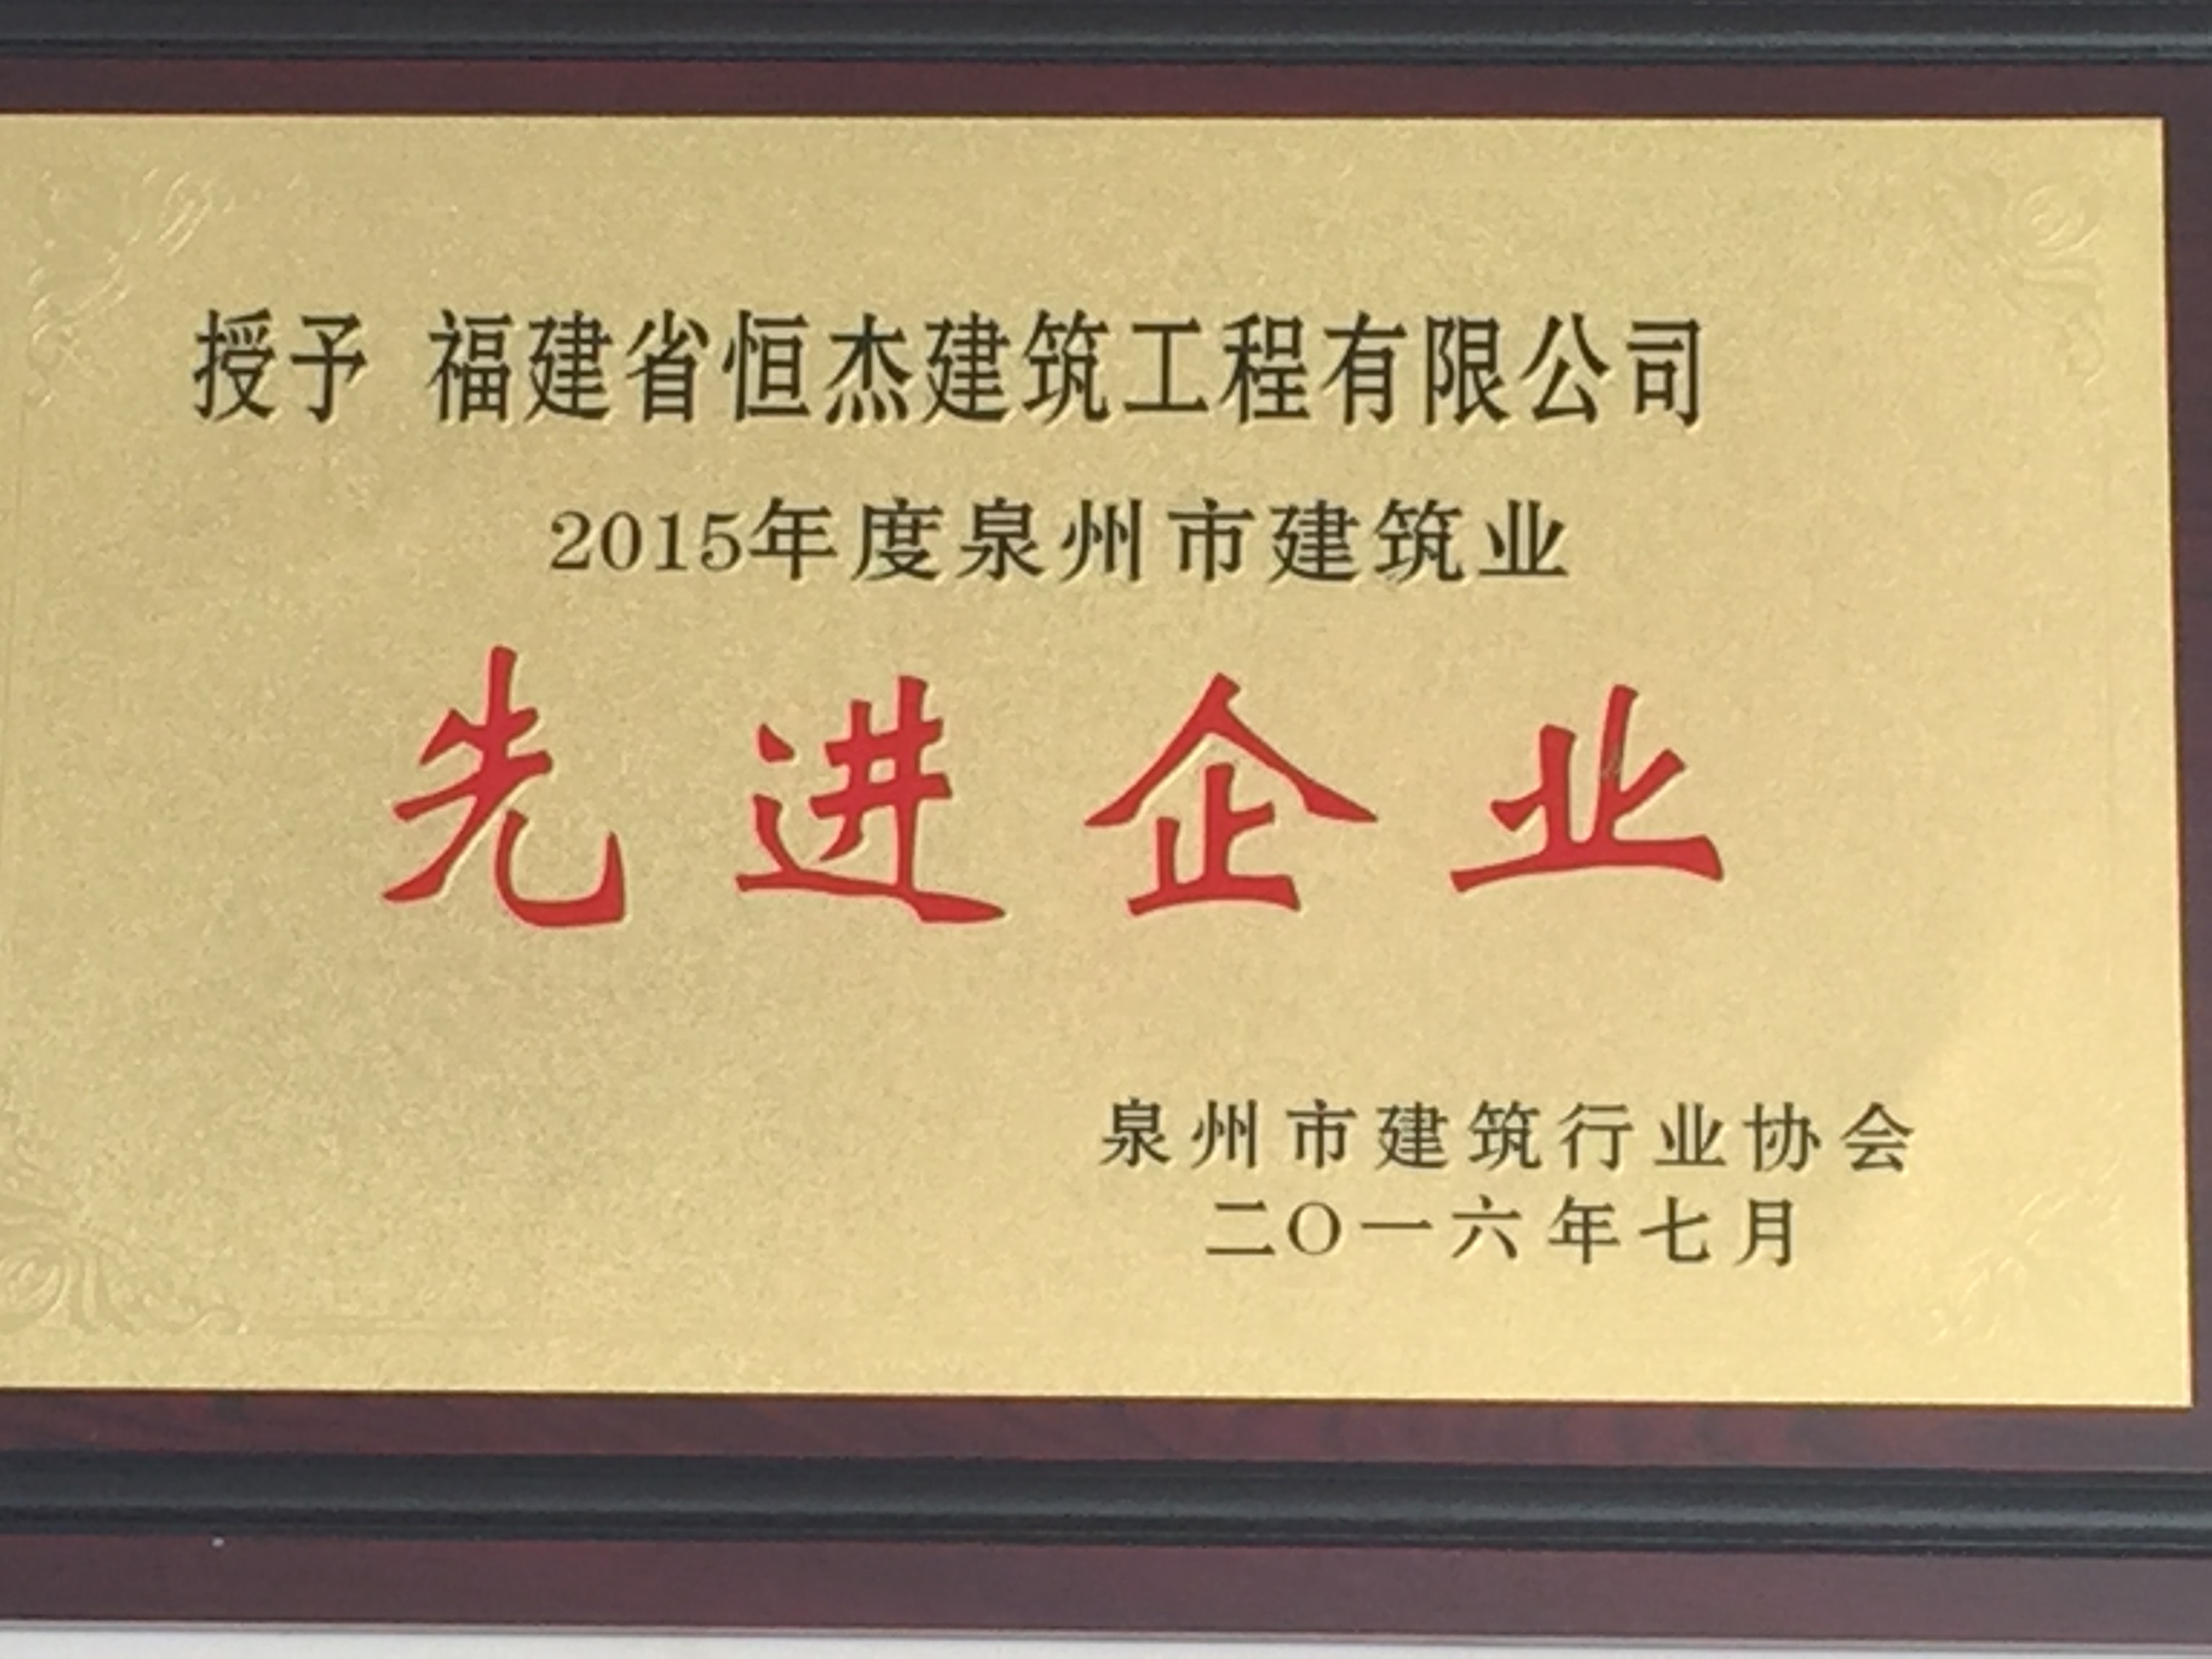 授予 福建省恒杰建筑工程有限公司
2015年度泉州市建筑业
先进企业
泉州市建筑行业协会
二〇一六年七月